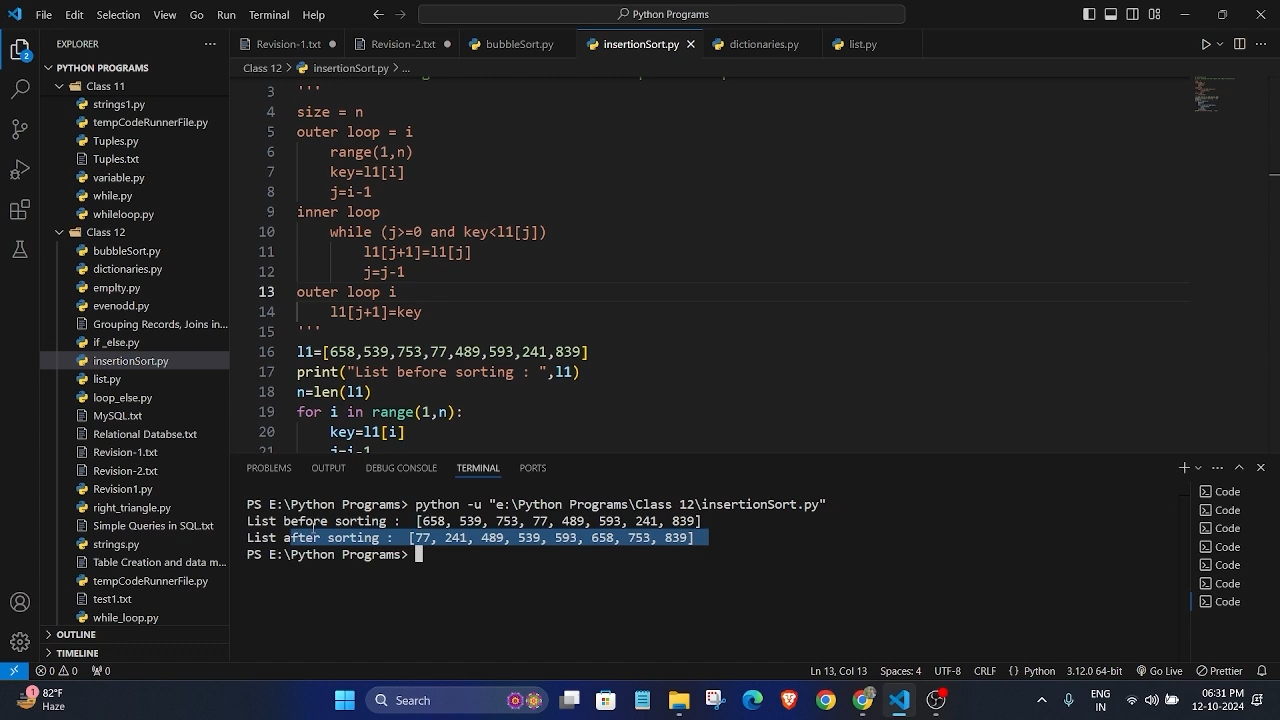 File Edit Selection View Go Run Terminal Help
Python Programs
EXPLORER
PYTHON PROGRAMS
Class 11
strings1.py
tempCodeRunnerFile.py
Tuples.py
Tuples.txt
variable.py
while.py
whileloop.py
Class 12
bubbleSort.py
dictionaries.py
emplty.py
evenodd.py
Grouping Records, Joins in...
if _else.py
insertionSort.py
list.py
loop_else.py
MySQL.txt
Relational Databse.txt
Revision-1.txt
Revision-2.txt
Revision1.py
right_triangle.py
Simple Queries in SQL.txt
strings.py
Table Creation and data m...
tempCodeRunnerFile.py
test1.txt
while_loop.py
OUTLINE
TIMELINE
2
Revision-1.txt Revision-2.txt bubbleSort.py insertionSort.py dictionaries.py list.py
Class 12 > insertionSort.py > ...
3 '''
4 size = n
5 outer loop = i
6 range(1,n)
7 key=l1[i]
8 j=i-1
9 inner loop
10 while (j>=0 and key<l1[j])
11 l1[j+1]=l1[j]
12 j=j-1
13 outer loop i
14 l1[j+1]=key
15 '''
16 l1=[658,539,753,77,489,593,241,839]
17 print("List before sorting : ",l1)
18 n=len(l1)
19 for i in range(1,n):
20 key=l1[i]
21 j=i-1
PROBLEMS OUTPUT DEBUG CONSOLE TERMINAL PORTS
PS E:\Python Programs> python -u "e:\Python Programs\Class 12\insertionSort.py"
List before sorting :  [658, 539, 753, 77, 489, 593, 241, 839]
List after sorting :  [77, 241, 489, 539, 593, 658, 753, 839]
PS E:\Python Programs>
Code
Code
Code
Code
Code
Code
Code
0 0 0 Ln 13, Col 13 Spaces: 4 UTF-8 CRLF {} Python 3.12.0 64-bit Go Live Prettier
1
82°F
Haze
Search
ENG
IN
06:31 PM
12-10-2024